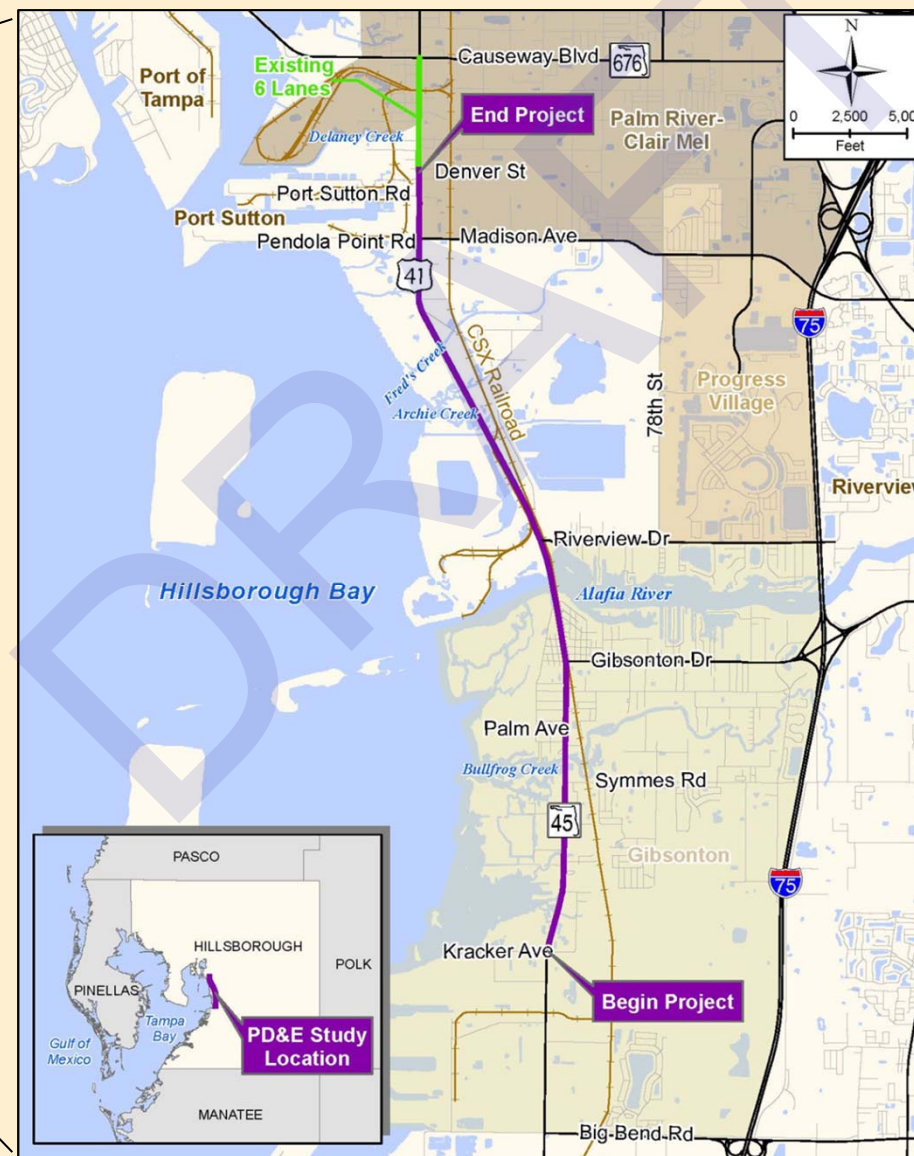 N
0 2,500 5,00
Feet
Causeway Blvd
676
Existing
6 Lanes
Port of
Tampa
End Project
Palm River-
Clair Mel
Delaney Creek
Denver St
Port Sutton Rd
Port Sutton
Pendola Point Rd
Madison Ave
41
75
CSX Railroad
Fred's Creek
Archie Creek
78th St
Progress
Village
Riverview
Riverview Dr
Hillsborough Bay
Alafia River
Gibsonton Dr
Palm Ave
Bullfrog Creek
Symmes Rd
45
Gibsonton
75
Kracker Ave
Begin Project
Big Bend Rd
PASCO
HILLSBOROUGH
POLK
PINELLAS
Tampa
Bay
Gulf of
Mexico
PD&E Study
Location
MANATEE
DRAFT